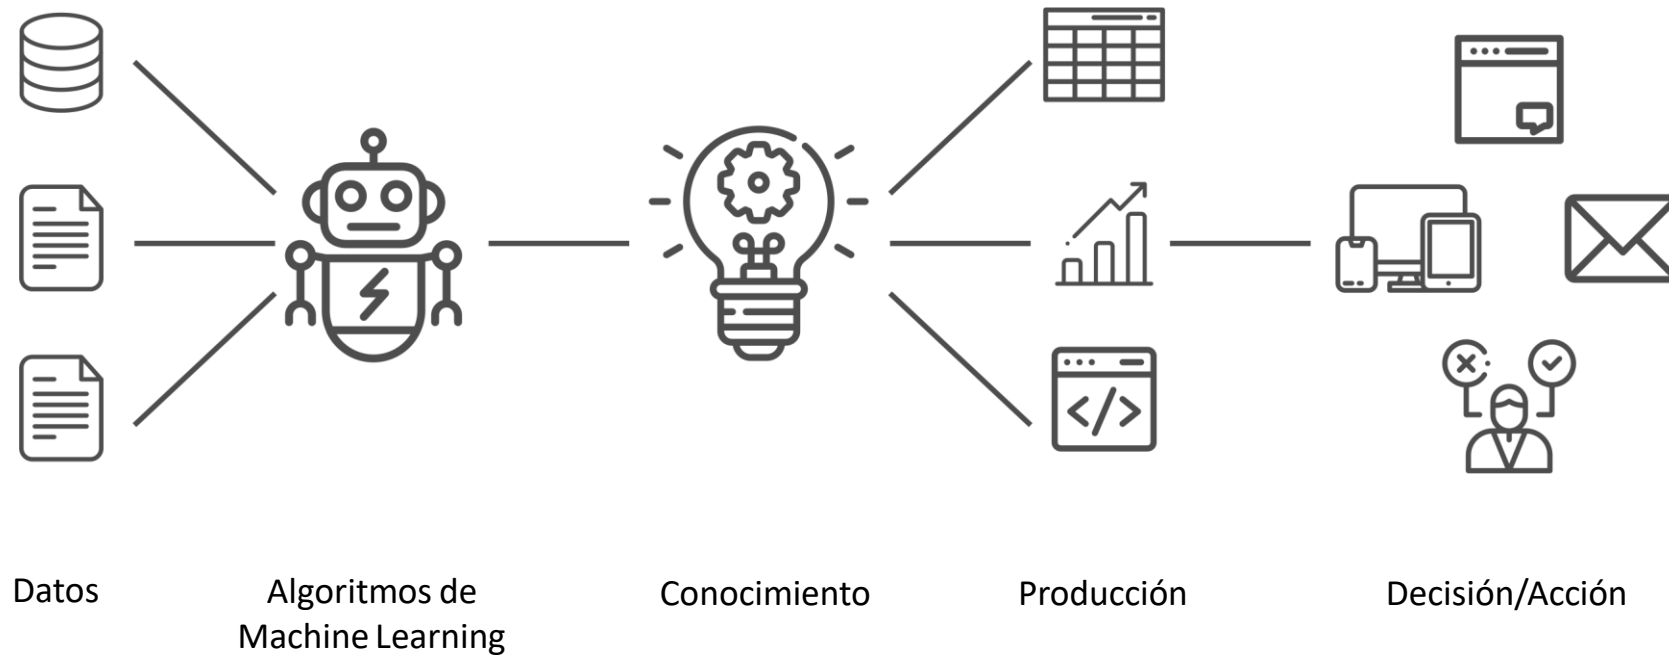 Datos
Algoritmos de
Machine Learning
Conocimiento
Producción
Decisión/Acción